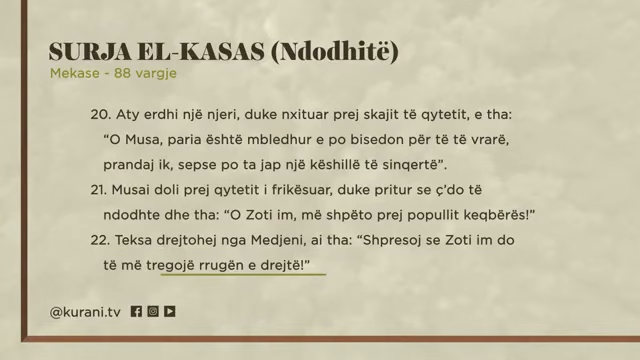 SURJA EL-KASAS (Ndodhitë)
Mekase - 88 vargje
20. Aty erdhi një njeri, duke nxituar prej skajit të qytetit, e tha:
“O Musa, paria është mbledhur e po bisedon për të të vrarë,
prandaj ik, sepse po ta jap një këshillë të sinqertë”.
21. Musai doli prej qytetit i frikësuar, duke pritur se ç’do të
ndodhte dhe tha: “O Zoti im, më shpëto prej popullit keqbërës!”
22. Teksa drejtohej nga Medjeni, ai tha: “Shpresoj se Zoti im do
të më tregojë rrugën e drejtë!”
@kurani.tv